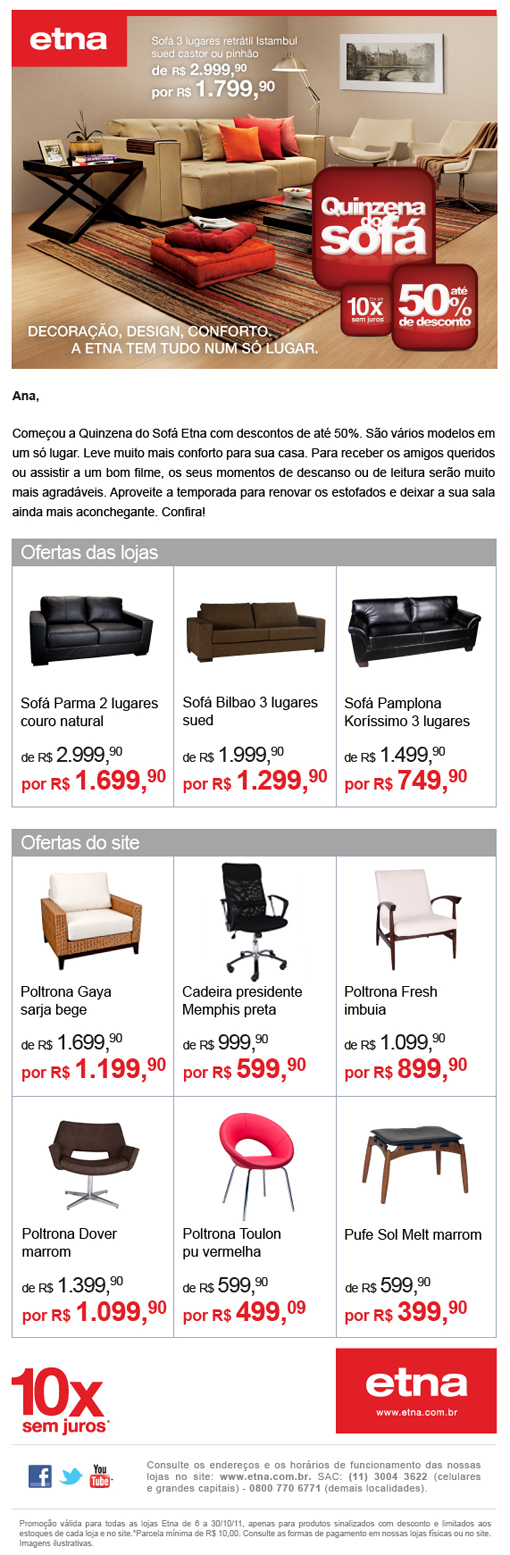 etna
Sofá 3 lugares retrátil Istambul
sued castor ou pinhão
de R$ 2.999,90
por R$ 1.799,90
Quinzena
do
sofá
10x
sem juros*
até
50%
de desconto
DECORAÇÃO, DESIGN, CONFORTO.
A ETNA TEM TUDO NUM SÓ LUGAR.
Ana,
Começou a Quinzena do Sofá Etna com descontos de até 50%. São vários modelos em
um só lugar. Leve muito mais conforto para sua casa. Para receber os amigos queridos
ou assistir a um bom filme, os seus momentos de descanso ou de leitura serão muito
mais agradáveis. Aproveite a temporada para renovar os estofados e deixar a sua sala
ainda mais aconchegante. Confira!
Ofertas das lojas
Sofá Parma 2 lugares
couro natural
de R$ 2.999,90
por R$ 1.699,90
Sofá Bilbao 3 lugares
sued
de R$ 1.999,90
por R$ 1.299,90
Sofá Pamplona
Koríssimo 3 lugares
de R$ 1.499,90
por R$ 749,90
Ofertas do site
Poltrona Gaya
sarja bege
de R$ 1.699,90
por R$ 1.199,90
Cadeira presidente
Memphis preta
de R$ 999,90
por R$ 599,90
Poltrona Fresh
imbuia
de R$ 1.099,90
por R$ 899,90
Poltrona Dover
marrom
de R$ 1.399,90
por R$ 1.099,90
Poltrona Toulon
pu vermelha
de R$ 599,90
por R$ 499,09
Pufe Sol Melt marrom
de R$ 599,90
por R$ 399,90
10x
sem juros*
etna
www.etna.com.br
You
Tube
Consulte os endereços e os horários de funcionamento das nossas
lojas no site: www.etna.com.br. SAC: (11) 3004 3622 (celulares
e grandes capitais) - 0800 770 6771 (demais localidades).
Promoção válida para todas as lojas Etna de 6 a 30/10/11, apenas para produtos sinalizados com desconto e limitados aos
estoques de cada loja e no site.*Parcela mínima de R$ 10,00. Consulte as formas de pagamento em nossas lojas físicas ou no site.
Imagens ilustrativas.